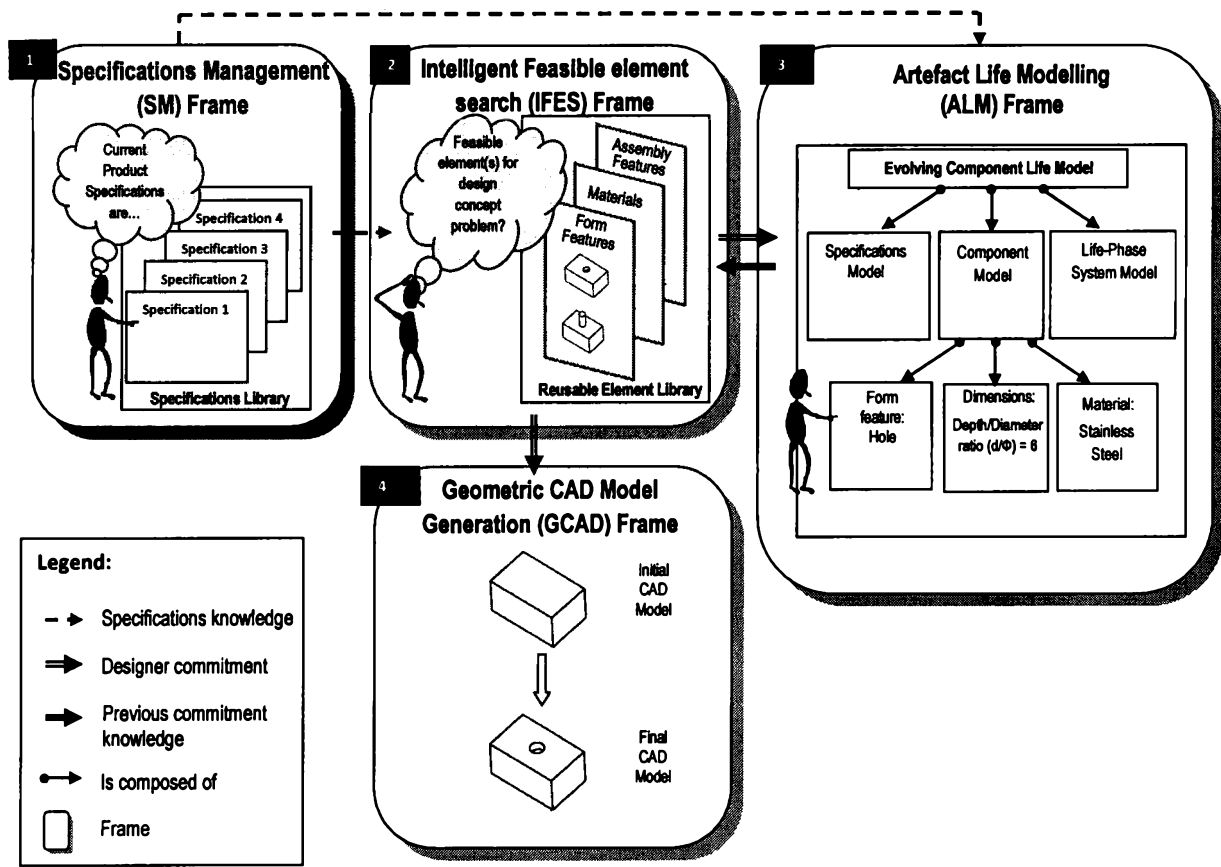 1
Specifications Management
(SM) Frame
Current
Product
Specifications
are...
Specification 4
Specification 3
Specification 2
Specification 1
Specifications Library
2
Intelligent Feasible element
search (IFES) Frame
Feasible
element(s) for
design
concept
problem?
Assembly
Features
Materials
Form
Features
Reusable Element Library
3
Artefact Life Modelling
(ALM) Frame
Evolving Component Life Model
Specifications
Model
Component
Model
Life-Phase
System Model
Form
feature:
Hole
Dimensions:
Depth/Diameter
ratio (d/Φ) = 6
Material:
Stainless
Steel
4
Geometric CAD Model
Generation (GCAD) Frame
Initial
CAD
Model
Final
CAD
Model
Legend:
Specifications knowledge
Designer commitment
Previous commitment
knowledge
Is composed of
Frame